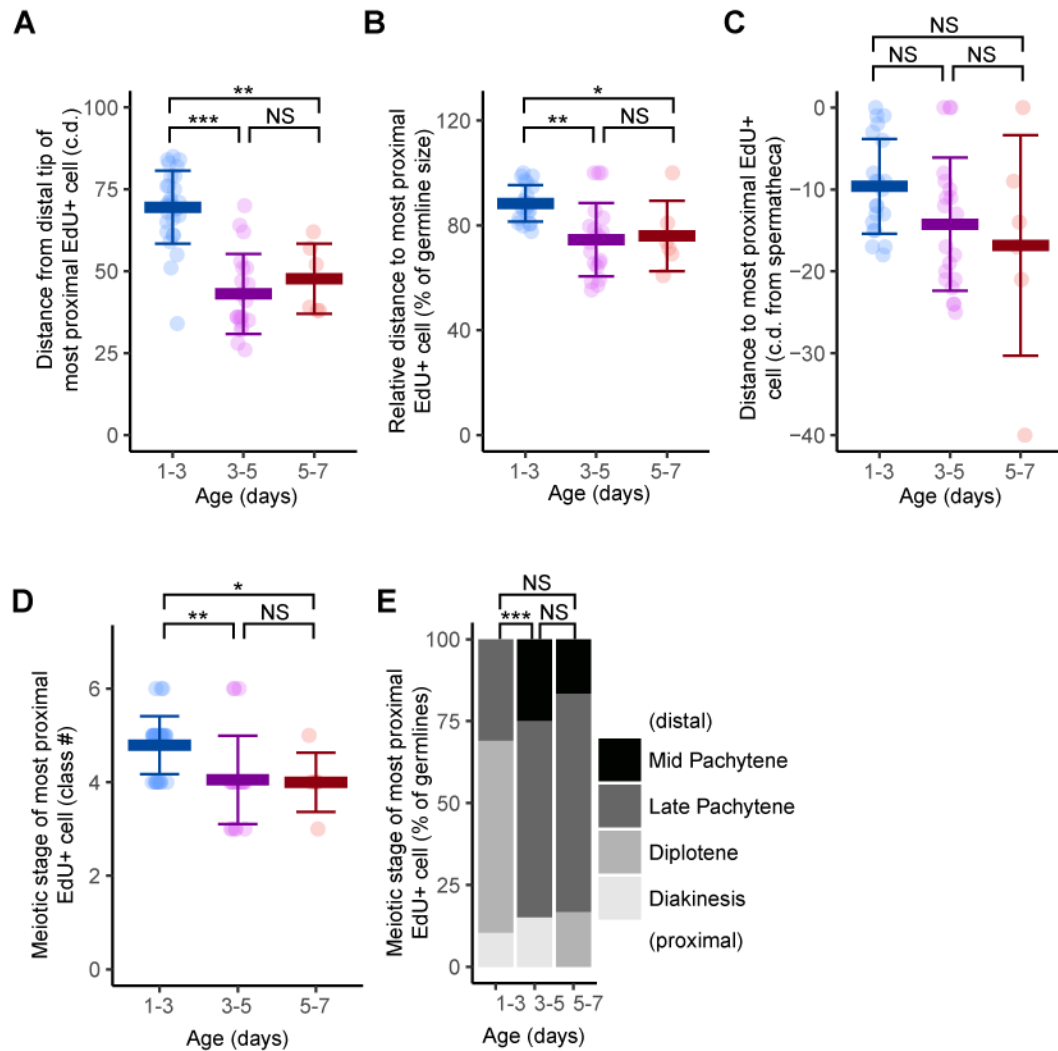 A
Distance from distal tip of
most proximal EdU+ cell (c.d.)
100
75
50
25
0
**
***
NS
1-3
3-5
5-7
Age (days)
B
Relative distance to most proximal
EdU+ cell (% of germline size)
120
80
40
0
*
**
NS
1-3
3-5
5-7
Age (days)
C
Distance to most proximal EdU+
cell (c.d. from spermatheca)
0
−10
−20
−30
−40
NS
NS
NS
1-3
3-5
5-7
Age (days)
D
Meiotic stage of most proximal
EdU+ cell (class #)
6
4
2
0
*
**
NS
1-3
3-5
5-7
Age (days)
E
Meiotic stage of most proximal
EdU+ cell (% of germlines)
100
75
50
25
0
NS
***
NS
1-3
3-5
5-7
Age (days)
(distal)
Mid Pachytene
Late Pachytene
Diplotene
Diakinesis
(proximal)